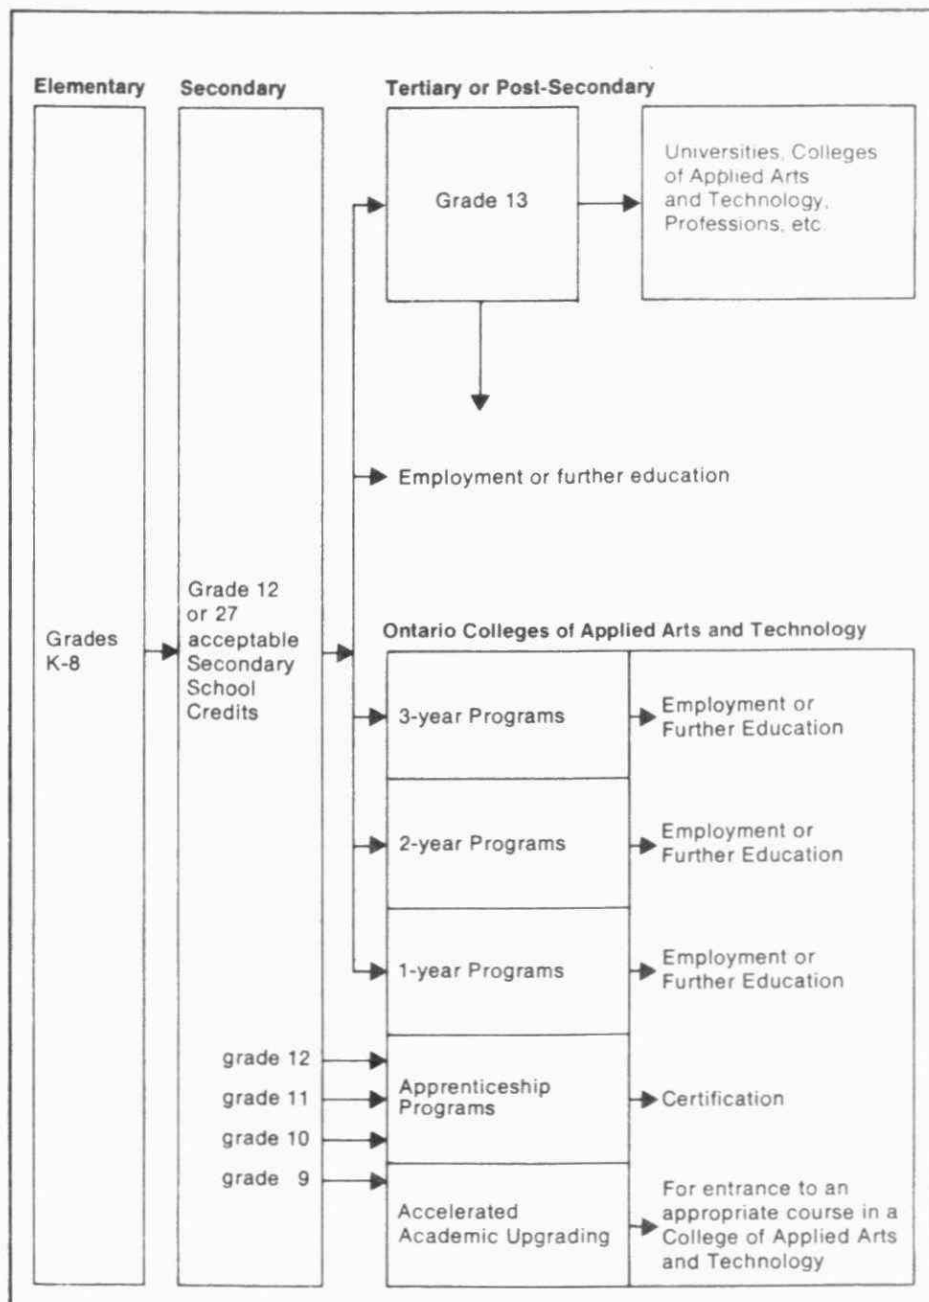 Elementary
Secondary
Tertiary or Post-Secondary
Grade 13
Universities, Colleges
of Applied Arts
and Technology,
Professions, etc
Employment or further education
Grades
K-8
Grade 12
or 27
acceptable
Secondary
School
Credits
Ontario Colleges of Applied Arts and Technology
3-year Programs
Employment or
Further Education
2-year Programs
Employment or
Further Education
1-year Programs
Employment or
Further Education
grade 12
grade 11
grade 10
grade 9
Apprenticeship
Programs
Certification
Accelerated
Academic Upgrading
For entrance to an
appropriate course in a
College of Applied Arts
and Technology